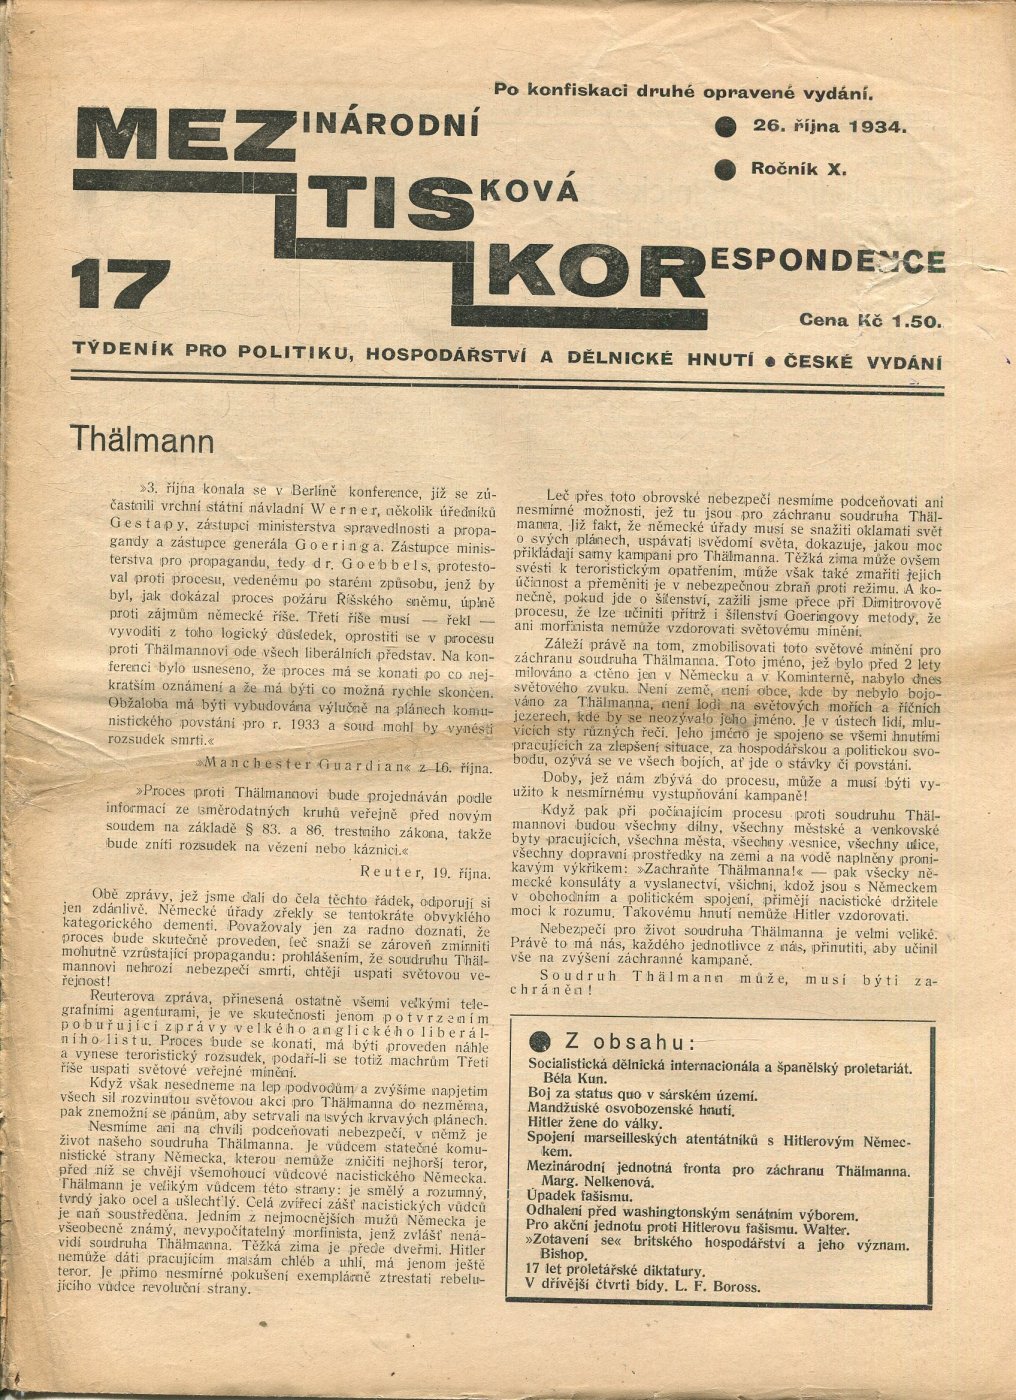 Po konfiskaci druhé opravené vydání.
MEZINÁRODNÍ
26. října 1934.
Ročník X.
TISKOVÁ
KORESPONDENCE
17
Cena Kč 1.50.
TÝDENÍK PRO POLITIKU, HOSPODÁŘSTVÍ A DĚLNICKÉ HNUTÍ ● ČESKÉ VYDÁNÍ
Thälmann
»3. října konala se v Berlíně konference, jíž se zú-
častnili vrchní státní návladní Werner, několik úředníků
Gestapy, zástupci ministerstva spravedlnosti a propa-
gandy a zástupce generála Goeringa. Zástupce minis-
terstva pro propagandu, tedy dr. Goebbels, protesto-
val proti procesu, vedenému po starém způsobu, jenž by
byl, jak dokázal proces požáru Říšského sněmu, úplně
proti zájmům německé říše. Třetí říše musí — řekl —
vyvoditi z toho logický důsledek, oprostiti se v procesu
proti Thälmannovi ode všech liberálních představ. Na kon-
ferenci bylo usneseno, že proces má se konati po co nej-
kratším oznámení a že má býti co možná rychle skončen.
Obžaloba má býti vybudována výlučně na plánech komu-
nistického povstání pro r. 1933 a soud mohl by vynésti
rozsudek smrti.«
»Manchester Guardian« z 16. října.
»Proces proti Thälmannovi bude projednáván podle
informací ze směrodatných kruhů veřejně před novým
soudem na základě § 83. a 86. trestního zákona, takže
bude zníti rozsudek na vězení nebo káznici.«
Reuter, 19. října.
Obě zprávy, jež jsme dali do čela těchto řádek, odporují si
jen zdánlivě. Německé úřady zřekly se tentokráte obvyklého
kategorického dementi. Považovaly jen za radno doznati, že
proces bude skutečně proveden, leč snaží se zároveň zmírniti
mohutně vzrůstající propagandu: prohlášením, že soudruhu Thäl-
mannovi nehrozí nebezpečí smrti, chtějí uspati světovou ve-
řejnost!
Reuterova zpráva, přinesená ostatně všemi velkými tele-
grafními agenturami, je ve skutečnosti jenom potvrzením
pobuřující zprávy velkého anglického liberál-
ního listu. Proces bude se konati, má býti proveden náhle
a vynese teroristický rozsudek, podaří-li se totiž machrům Třetí
říše uspati světové veřejné mínění.
Když však nesedneme na lep podvodům a zvýšíme napjetím
všech sil rozvinutou světovou akci pro Thälmanna do nezměrna,
pak znemožní se pánům, aby setrvali na svých krvavých plánech.
Nesmíme ani na chvíli podceňovati nebezpečí, v němž je
život našeho soudruha Thälmanna. Je vůdcem statečné komu-
nistické strany Německa, kterou nemůže zničiti nejhorší teror,
před níž se chvějí všemohoucí vůdcové nacistického Německa.
Thälmann je velikým vůdcem této strany: je smělý a rozumný,
tvrdý jako ocel a ušlechtilý. Celá zvířecí zášť nacistických vůdců
je naň soustředěna. Jedním z nejmocnějších mužů Německa je
všeobecně známý, nevypočitatelný morfinista, jenž zvlášť nená-
vidí soudruha Thälmanna. Těžká zima je přede dveřmi. Hitler
nemůže dáti pracujícím masám chléb a uhlí, má jenom ještě
teror. Je přímo nesmírné pokušení exemplárně ztrestati rebelu-
jícího vůdce revoluční strany.
Leč přes toto obrovské nebezpečí nesmíme podceňovati ani
nesmírné možnosti, jež tu jsou pro záchranu soudruha Thäl-
manna. Již fakt, že německé úřady musí se snažiti oklamati svět
o svých plánech, uspávati svědomí světa, dokazuje, jakou moc
přikládají samy kampani pro Thälmanna. Těžká zima může ovšem
svésti k teroristickým opatřením, může však také zmařiti jejich
účinnost a přeměniti je v nebezpečnou zbraň proti režimu. A ko-
nečně, pokud jde o šílenství, zažili jsme přece při Dimitrovově
procesu, že lze učiniti přítrž i šílenství Goeringovy metody, že
ani morfinista nemůže vzdorovati světovému mínění.
Záleží právě na tom, zmobilisovati toto světové mínění pro
záchranu soudruha Thälmanna. Toto jméno, jež bylo před 2 lety
milováno a ctěno jen v Německu a v Kominterně, nabylo dnes
světového zvuku. Není země, není obce, kde by nebylo bojo-
váno za Thälmanna, není lodi na světových mořích a říčních
jezerech, kde by se neozývalo jeho jméno. Je v ústech lidí, mlu-
vících sty různých řečí. Jeho jméno je spojeno se všemi hnutími
pracujících za zlepšení situace, za hospodářskou a politickou svo-
bodu, ozývá se ve všech bojích, ať jde o stávky či povstání.
Doby, jež nám zbývá do procesu, může a musí býti vy-
užito k nesmírnému vystupňování kampaně!
Když pak při počínajícím procesu proti soudruhu Thäl-
mannovi budou všechny dílny, všechny městské a venkovské
byty pracujících, všechna města, všechny vesnice, všechny ulice,
všechny dopravní prostředky na zemi a na vodě naplněny proni-
kavým výkřikem: »Zachraňte Thälmanna!« — pak všecky ně-
mecké konsuláty a vyslanectví, všichni, kdož jsou s Německem
v obchodním a politickém spojení, přimějí nacistické držitele
moci k rozumu. Takovému hnutí nemůže Hitler vzdorovati.
Nebezpečí pro život soudruha Thälmanna je velmi veliké.
Právě to má nás, každého jednotlivce z nás, přinutiti, aby učinil
vše na zvýšení záchranné kampaně.
Soudruh Thälmann může, musí býti za-
chráněn!
● Z obsahu:
Socialistická dělnická internacionála a španělský proletariát.
Béla Kun.
Boj za status quo v sárském území.
Mandžuské osvobozenské hnutí.
Hitler žene do války.
Spojení marseilleských atentátníků s Hitlerovým Němec-
kem.
Mezinárodní jednotná fronta pro záchranu Thälmanna.
Marg. Nelkenová.
Úpadek fašismu.
Odhalení před washingtonským senátním výborem.
Pro akční jednotu proti Hitlerovu fašismu. Walter.
»Zotavení se« britského hospodářství a jeho význam.
Bishop.
17 let proletářské diktatury.
V dřívější čtvrti bídy. L. F. Boross.